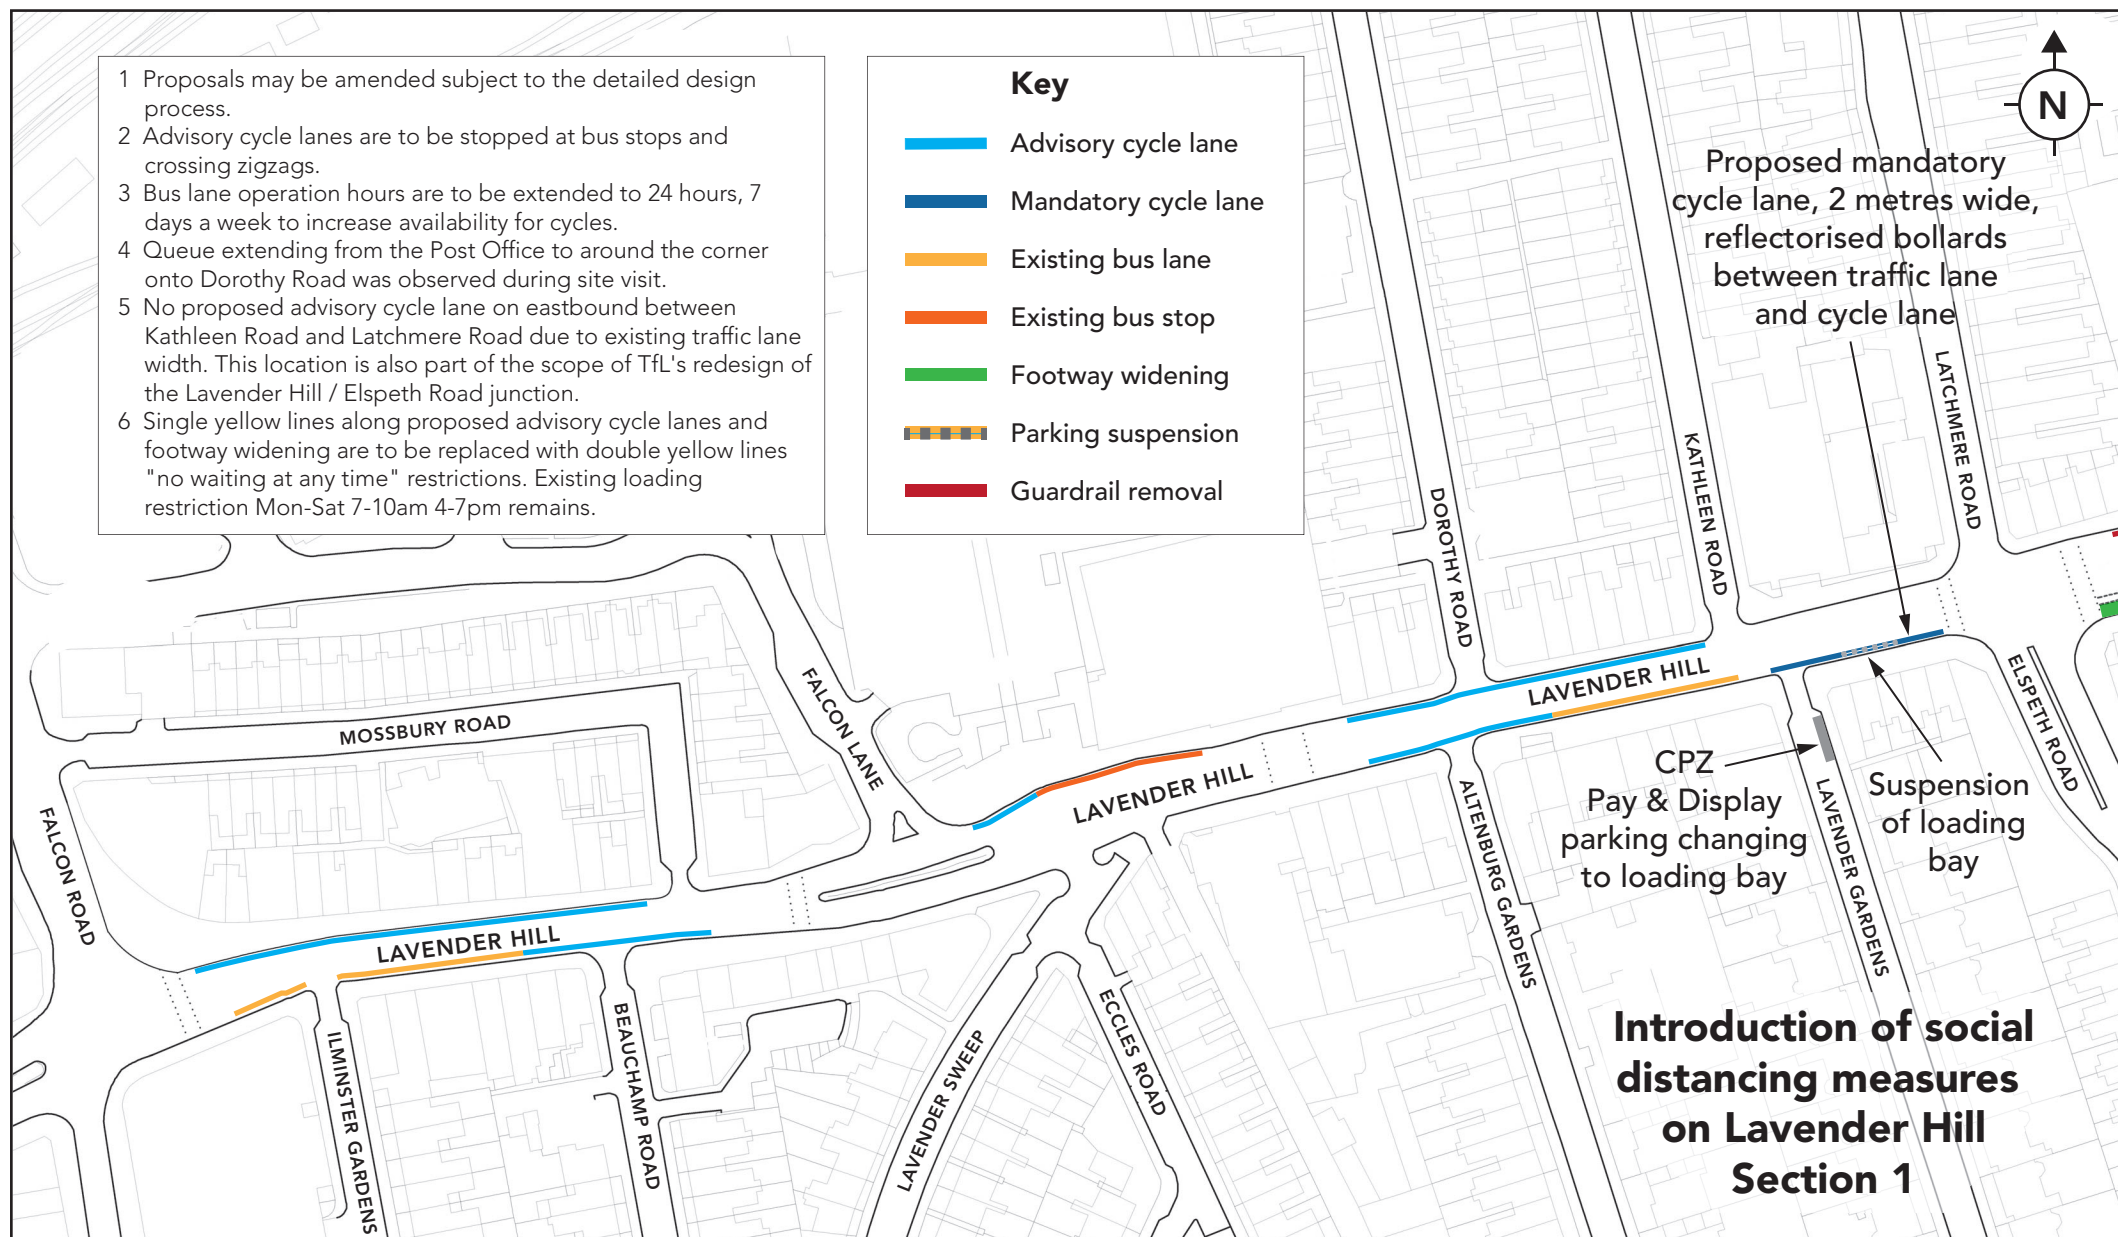 1 Proposals may be amended subject to the detailed design
process.
2 Advisory cycle lanes are to be stopped at bus stops and
crossing zigzags.
3 Bus lane operation hours are to be extended to 24 hours, 7
days a week to increase availability for cycles.
4 Queue extending from the Post Office to around the corner
onto Dorothy Road was observed during site visit.
5 No proposed advisory cycle lane on eastbound between
Kathleen Road and Latchmere Road due to existing traffic lane
width. This location is also part of the scope of TfL's redesign of
the Lavender Hill / Elspeth Road junction.
6 Single yellow lines along proposed advisory cycle lanes and
footway widening are to be replaced with double yellow lines
"no waiting at any time" restrictions. Existing loading
restriction Mon-Sat 7-10am 4-7pm remains.
Key
Advisory cycle lane
Mandatory cycle lane
Existing bus lane
Existing bus stop
Footway widening
Parking suspension
Guardrail removal
N
Proposed mandatory
cycle lane, 2 metres wide,
reflectorised bollards
between traffic lane
and cycle lane
LATCHMERE ROAD
KATHLEEN ROAD
DOROTHY ROAD
FALCON LANE
MOSSBURY ROAD
FALCON ROAD
LAVENDER HILL
LAVENDER HILL
LAVENDER HILL
ELSPETH ROAD
CPZ
Pay & Display
parking changing
to loading bay
Suspension
of loading
bay
LAVENDER GARDENS
ALTENBURG GARDENS
ECCLES ROAD
LAVENDER SWEEP
BEAUCHAMP ROAD
ILMINSTER GARDENS
Introduction of social
distancing measures
on Lavender Hill
Section 1